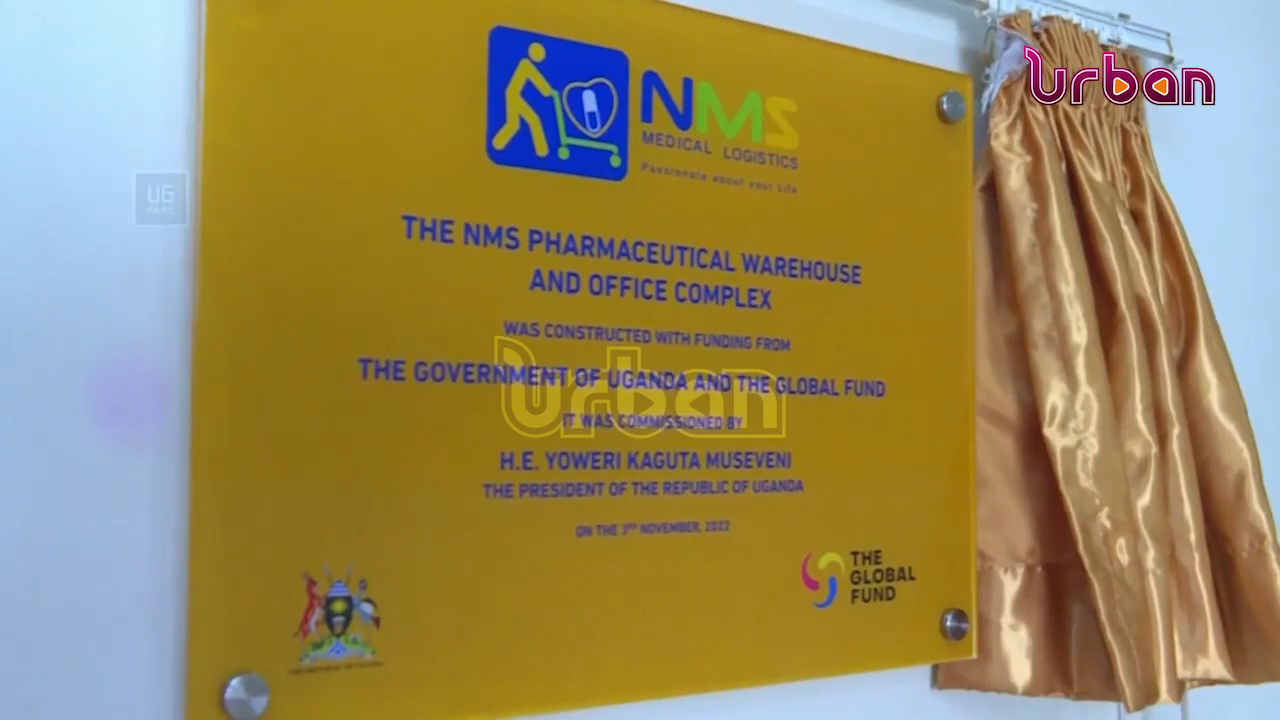 Urban
UG
NMS
MEDICAL LOGISTICS
Passionate about your Life
THE NMS PHARMACEUTICAL WAREHOUSE
AND OFFICE COMPLEX
WAS CONSTRUCTED WITH FUNDING FROM
THE GOVERNMENT OF UGANDA AND THE GLOBAL FUND
Urban
IT WAS COMMISSIONED BY
H.E. YOWERI KAGUTA MUSEVENI
THE PRESIDENT OF THE REPUBLIC OF UGANDA
ON THE 3RD NOVEMBER, 2022
THE
GLOBAL
FUND